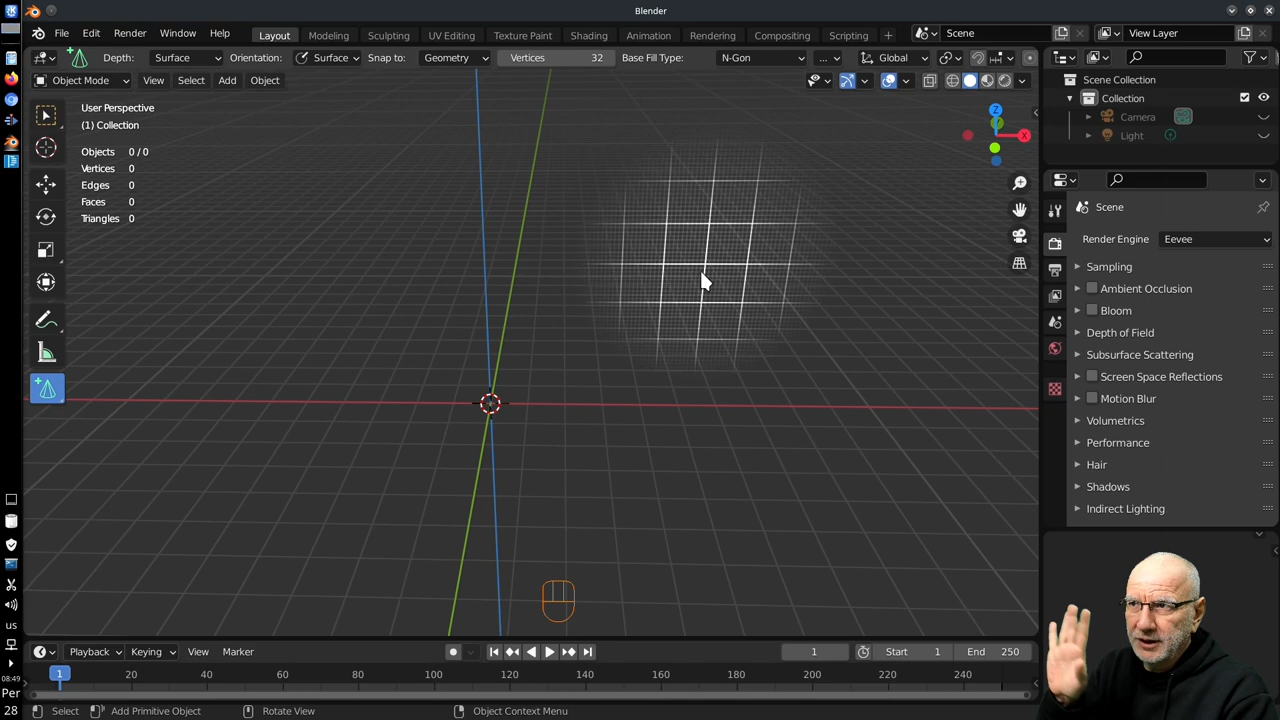 Blender
File Edit Render Window Help
Layout Modeling Sculpting UV Editing Texture Paint Shading Animation Rendering Compositing Scripting +
Scene
View Layer
Depth: Surface Orientation: Surface Snap to: Geometry Vertices 32 Base Fill Type: N-Gon ... Global
Object Mode View Select Add Object
User Perspective
(1) Collection
Objects 0 / 0
Vertices 0
Edges 0
Faces 0
Triangles 0
Z
X
Scene Collection
Collection
Camera
Light
Scene
Render Engine Eevee
Sampling
Ambient Occlusion
Bloom
Depth of Field
Subsurface Scattering
Screen Space Reflections
Motion Blur
Volumetrics
Performance
Hair
Shadows
Indirect Lighting
us
08:49
Per
28
Playback Keying View Marker 1 Start 1 End 250
1 20 40 60 80 100 120 140 160 180 200 220 240
Select Add Primitive Object Rotate View Object Context Menu